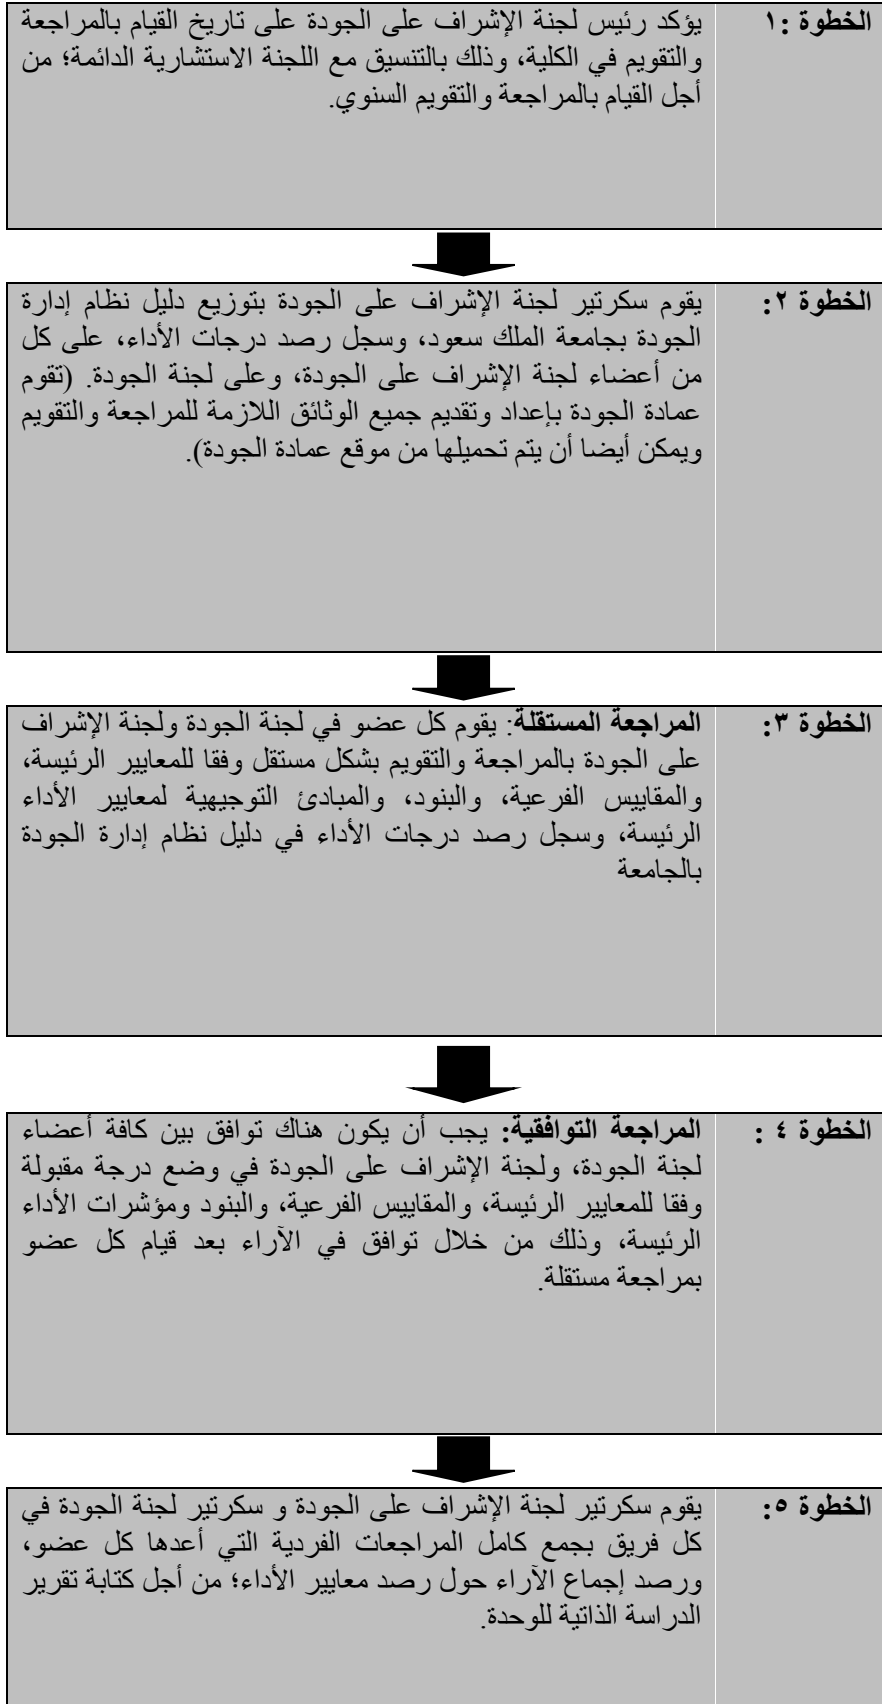 الخطوة ١: يؤكد رئيس لجنة الإشراف على الجودة على تاريخ القيام بالمراجعة
والتقويم في الكلية، وذلك بالتنسيق مع اللجنة الاستشارية الدائمة؛ من
أجل القيام بالمراجعة والتقويم السنوي.
الخطوة ٢: يقوم سكرتير لجنة الإشراف على الجودة بتوزيع دليل نظام إدارة
الجودة بجامعة الملك سعود، وسجل رصد درجات الأداء، على كل
من أعضاء لجنة الإشراف على الجودة، وعلى لجنة الجودة. (تقوم
عمادة الجودة بإعداد وتقديم جميع الوثائق اللازمة للمراجعة والتقويم
ويمكن أيضا أن يتم تحميلها من موقع عمادة الجودة).
الخطوة ٣: المراجعة المستقلة: يقوم كل عضو في لجنة الجودة ولجنة الإشراف
على الجودة بالمراجعة والتقويم بشكل مستقل وفقا للمعايير الرئيسة،
والمقاييس الفرعية، والبنود، والمبادئ التوجيهية لمعايير الأداء
الرئيسة، وسجل رصد درجات الأداء في دليل نظام إدارة الجودة
بالجامعة
الخطوة ٤ : المراجعة التوافقية: يجب أن يكون هناك توافق بين كافة أعضاء
لجنة الجودة، ولجنة الإشراف على الجودة في وضع درجة مقبولة
وفقا للمعايير الرئيسة، والمقاييس الفرعية، والبنود ومؤشرات الأداء
الرئيسة، وذلك من خلال توافق في الآراء بعد قيام كل عضو
بمراجعة مستقلة.
الخطوة ٥: يقوم سكرتير لجنة الإشراف على الجودة و سكرتير لجنة الجودة في
كل فريق بجمع كامل المراجعات الفردية التي أعدها كل عضو،
ورصد إجماع الآراء حول رصد معايير الأداء؛ من أجل كتابة تقرير
الدراسة الذاتية للوحدة.